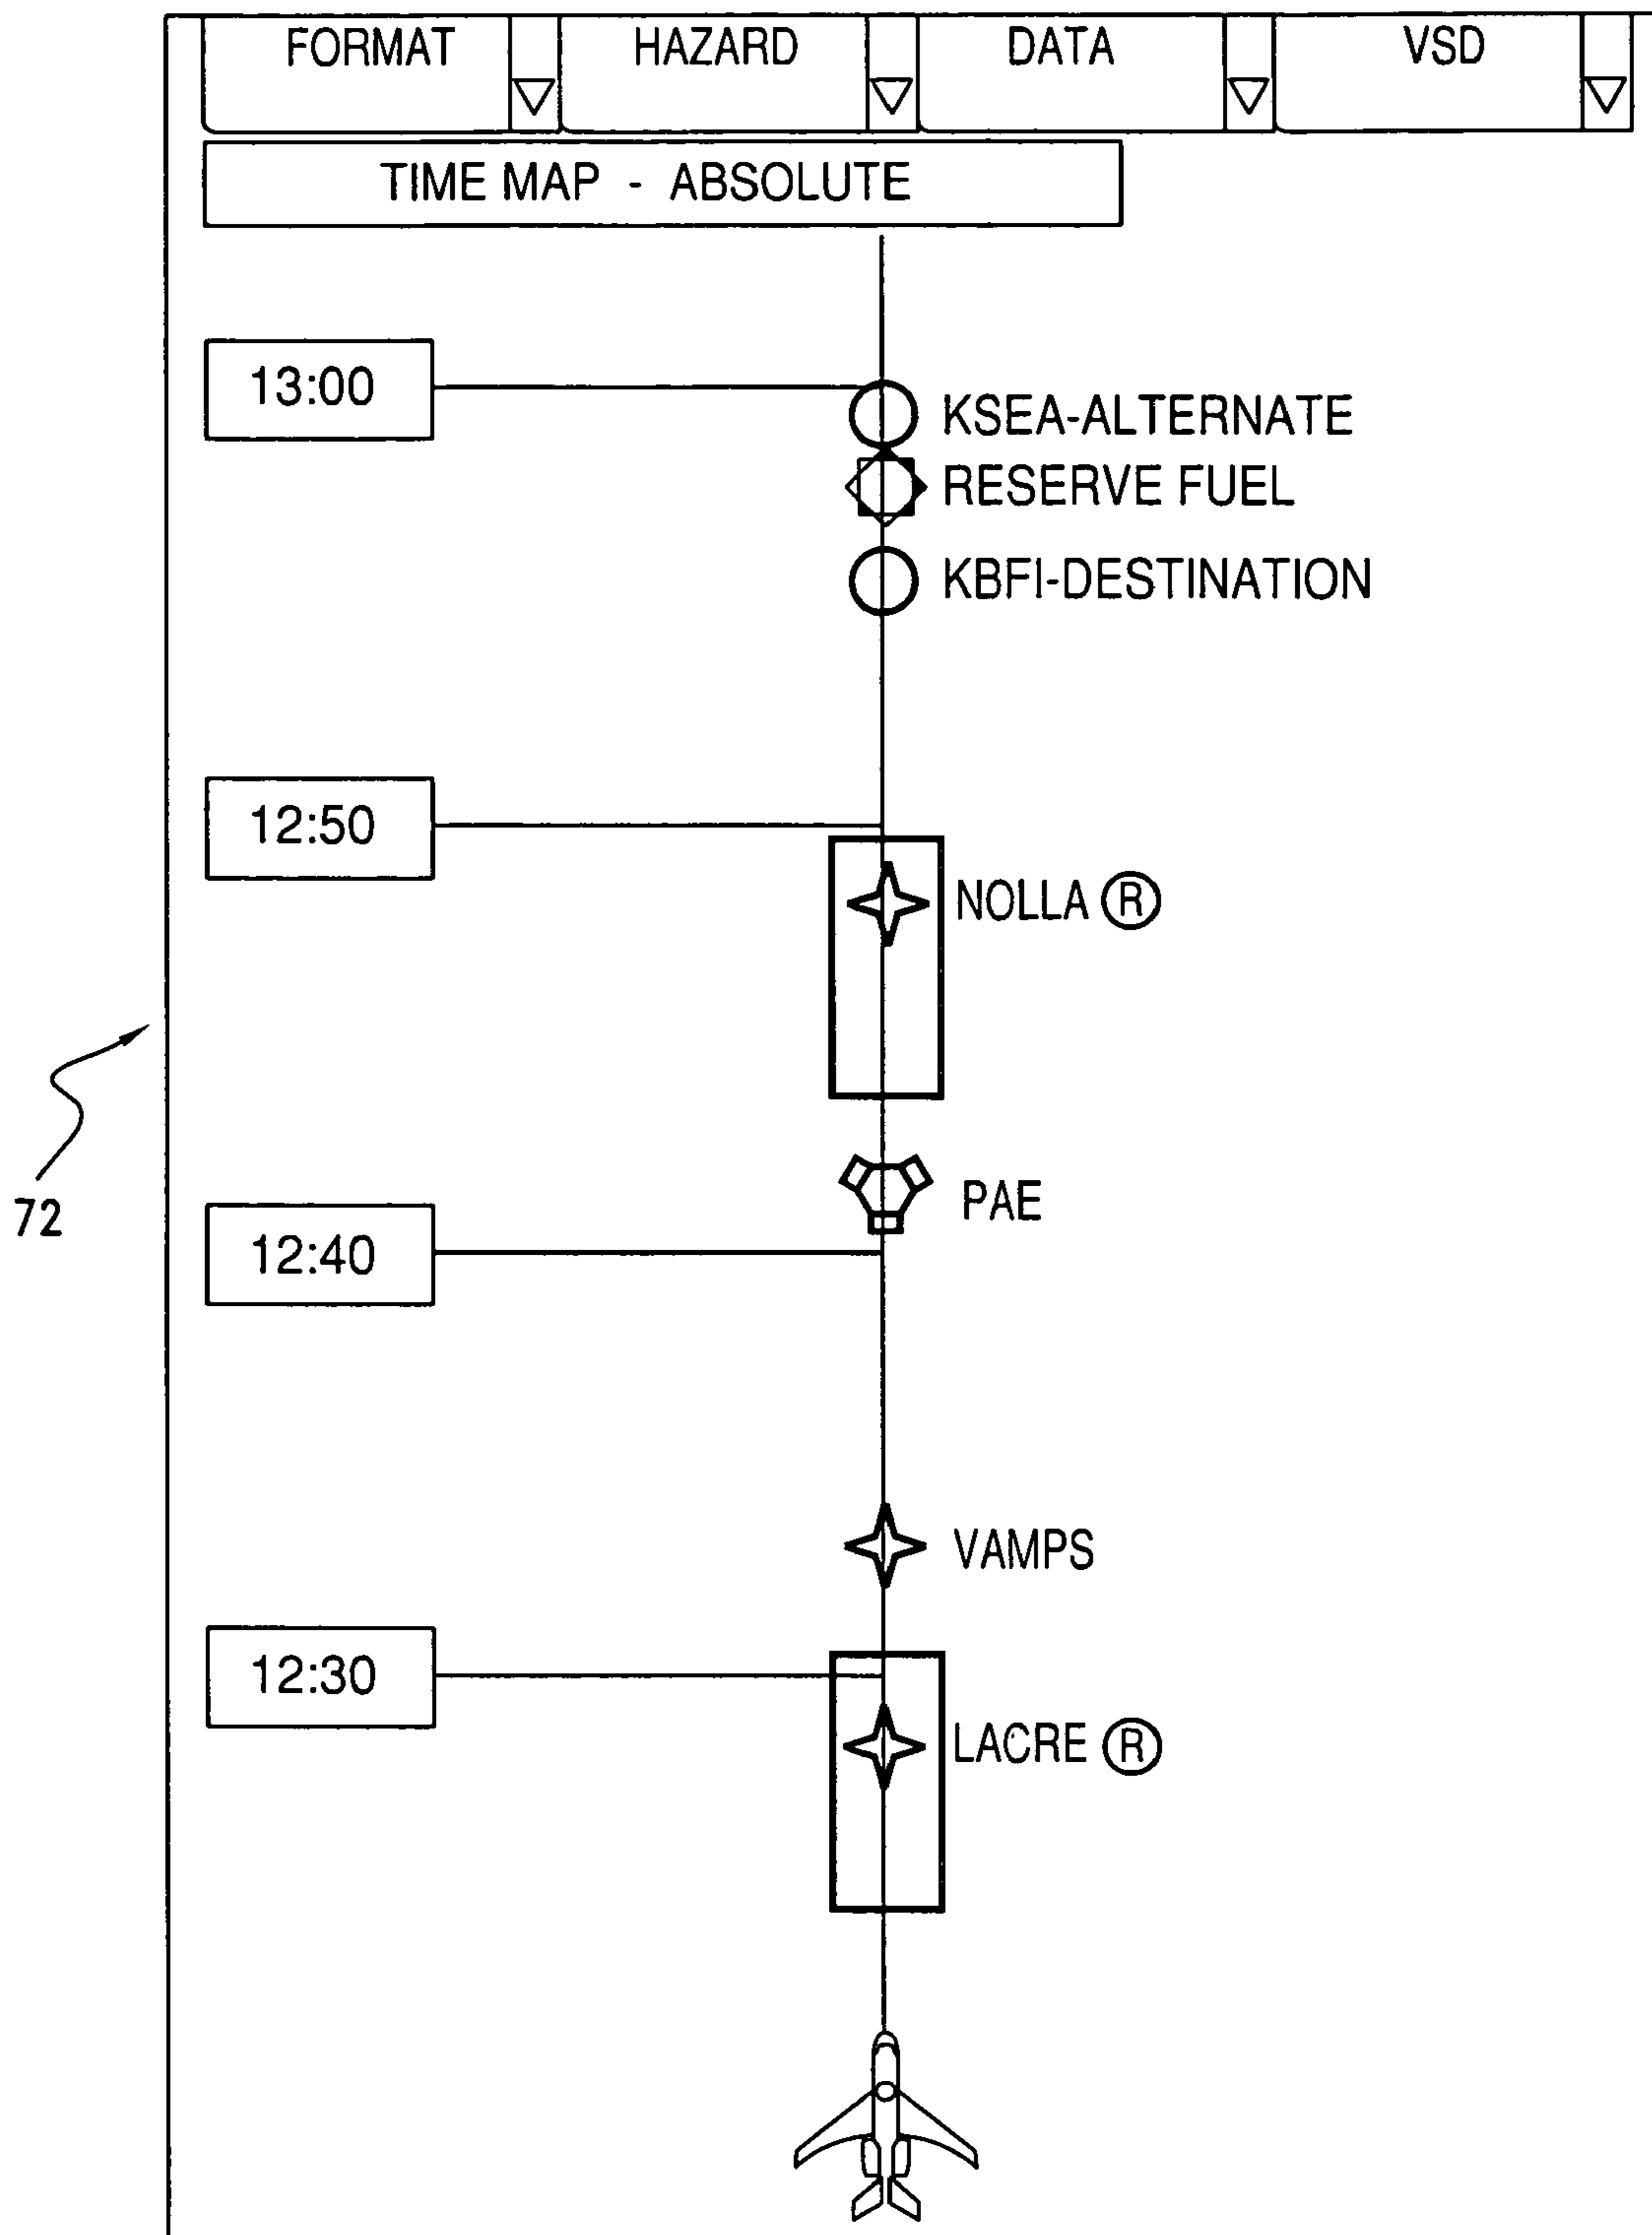 FORMAT HAZARD DATA VSD
TIME MAP - ABSOLUTE
13:00
KSEA-ALTERNATE
RESERVE FUEL
KBFI-DESTINATION
12:50
NOLLA Ⓡ
PAE
72
12:40
VAMPS
12:30
LACRE Ⓡ